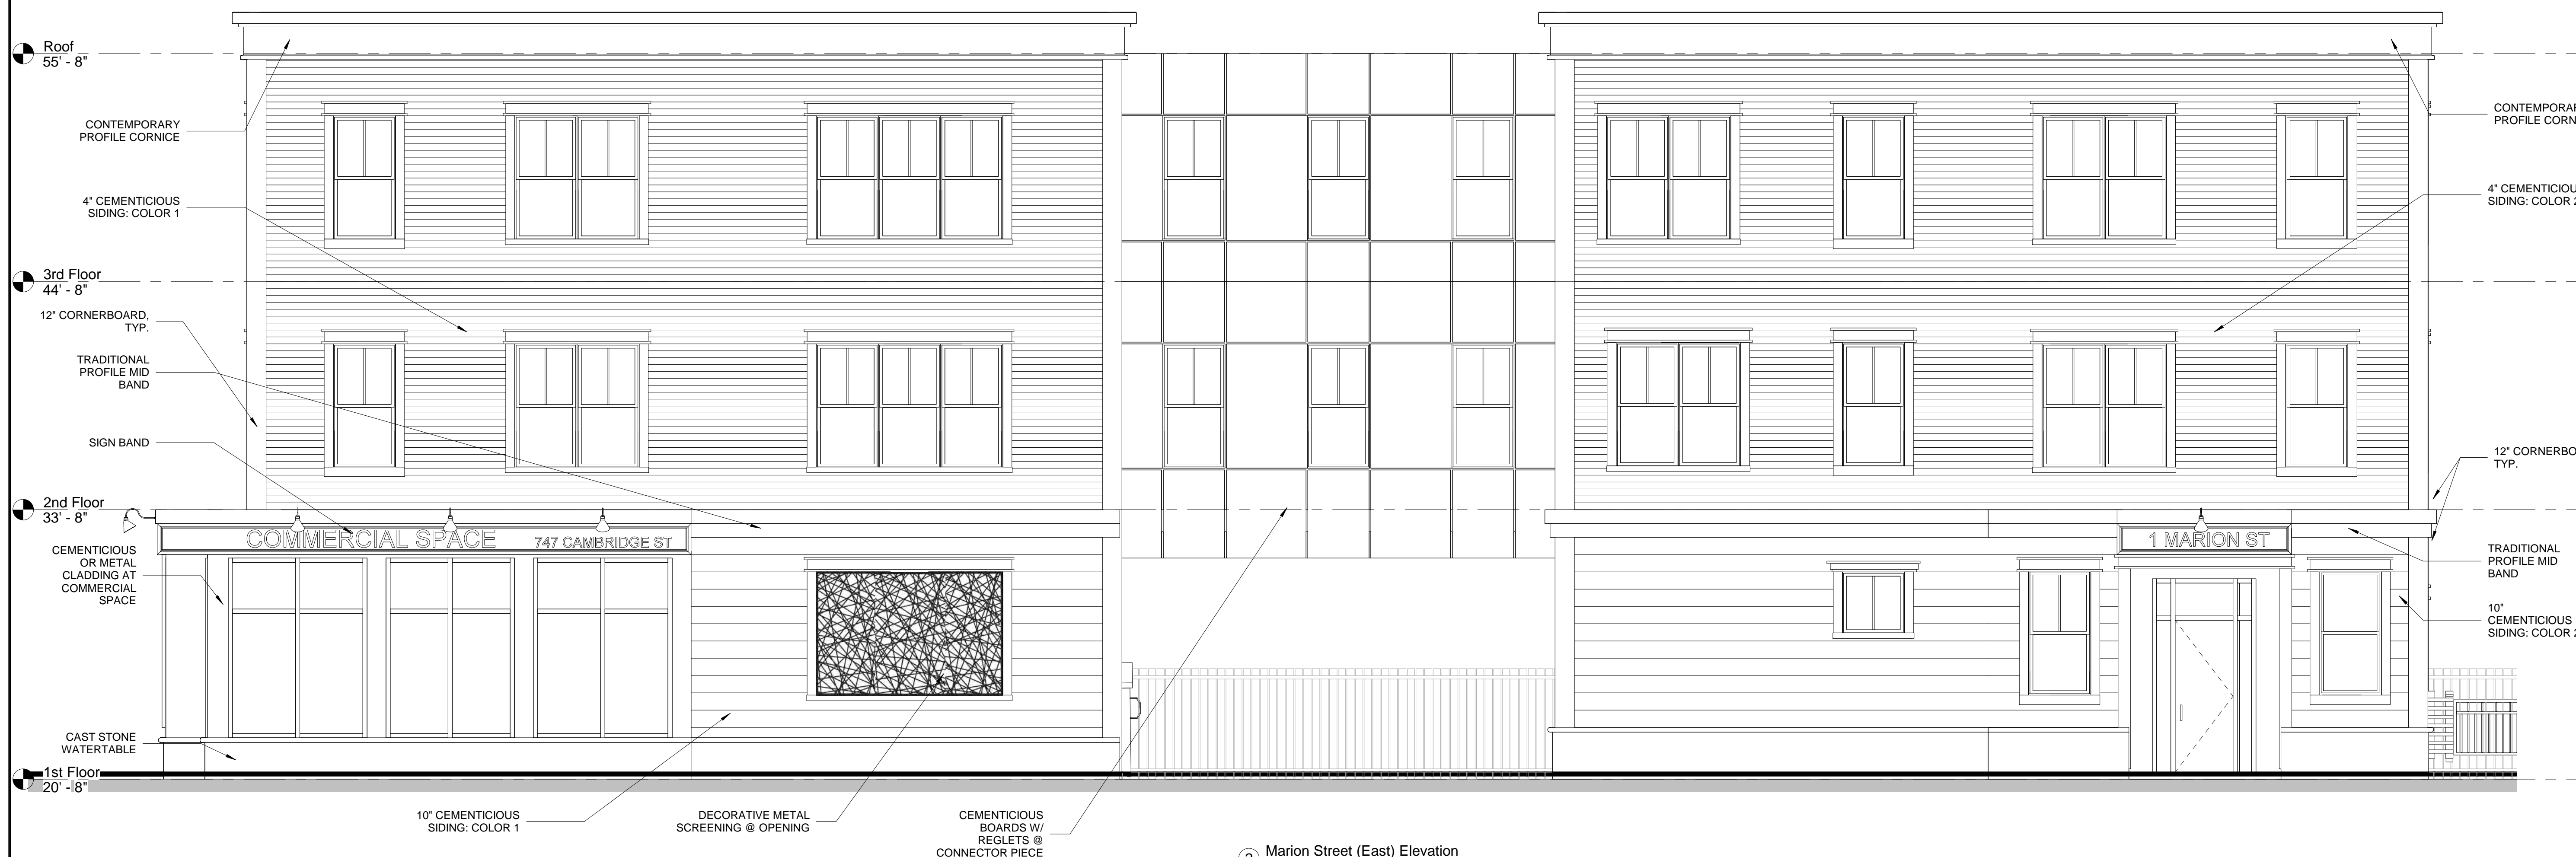 Roof
55' - 8"
CONTEMPORARY
PROFILE CORNICE
4" CEMENTICIOUS
SIDING: COLOR 1
3rd Floor
44' - 8"
12" CORNERBOARD,
TYP.
TRADITIONAL
PROFILE MID
BAND
SIGN BAND
2nd Floor
33' - 8"
CEMENTICIOUS
OR METAL
CLADDING AT
COMMERCIAL
SPACE
CAST STONE
WATERTABLE
1st Floor
20' - 8"
COMMERCIAL SPACE
747 CAMBRIDGE ST
1 MARION ST
10" CEMENTICIOUS
SIDING: COLOR 1
DECORATIVE METAL
SCREENING @ OPENING
CEMENTICIOUS
BOARDS W/
REGLETS @
CONNECTOR PIECE
Marion Street (East) Elevation
CONTEMPORA
PROFILE CORN
4" CEMENTICIOU
SIDING: COLOR 2
12" CORNERBO
TYP.
TRADITIONAL
PROFILE MID
BAND
10"
CEMENTICIOUS
SIDING: COLOR 2